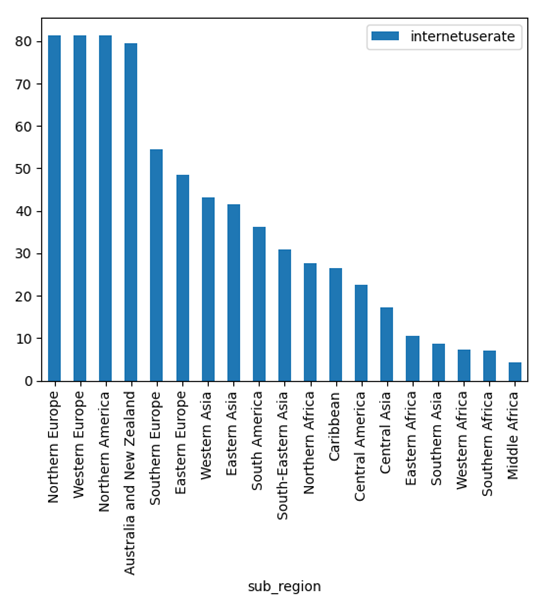 internetuserate
80
70
60
50
40
30
20
10
0
Northern Europe
Western Europe
Northern America
Australia and New Zealand
Southern Europe
Eastern Europe
Western Asia
Eastern Asia
South America
South-Eastern Asia
Northern Africa
Caribbean
Central America
Central Asia
Eastern Africa
Southern Asia
Western Africa
Southern Africa
Middle Africa
sub_region